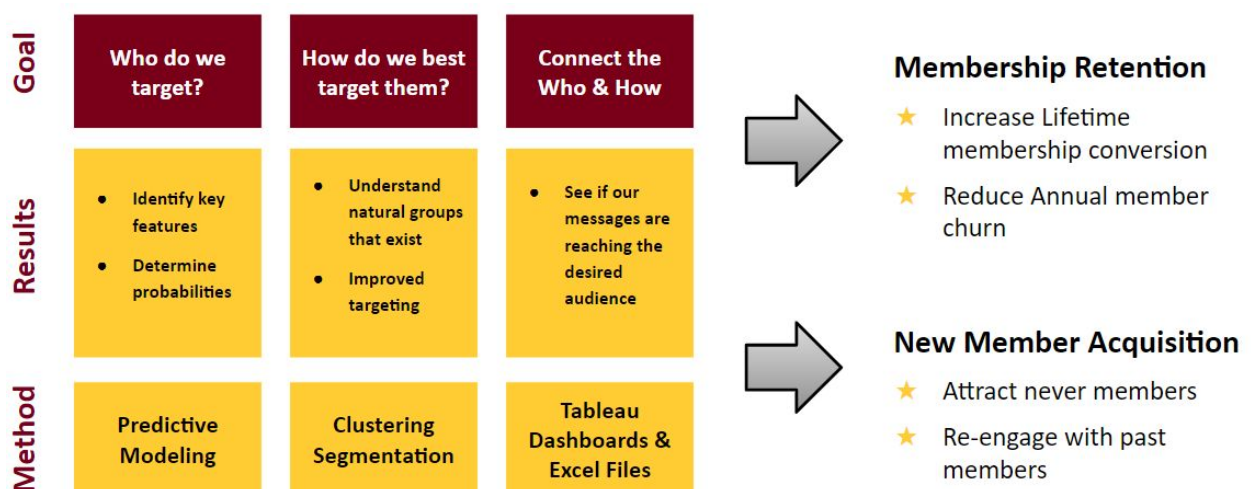 Goal
Who do we
target?
How do we best
target them?
Connect the
Who & How
Results
● Identify key
features
● Determine
probabilities
● Understand
natural groups
that exist
● Improved
targeting
● See if our
messages are
reaching the
desired
audience
Method
Predictive
Modeling
Clustering
Segmentation
Tableau
Dashboards &
Excel Files
Membership Retention
★ Increase Lifetime
membership conversion
★ Reduce Annual member
churn
New Member Acquisition
★ Attract never members
★ Re-engage with past
members